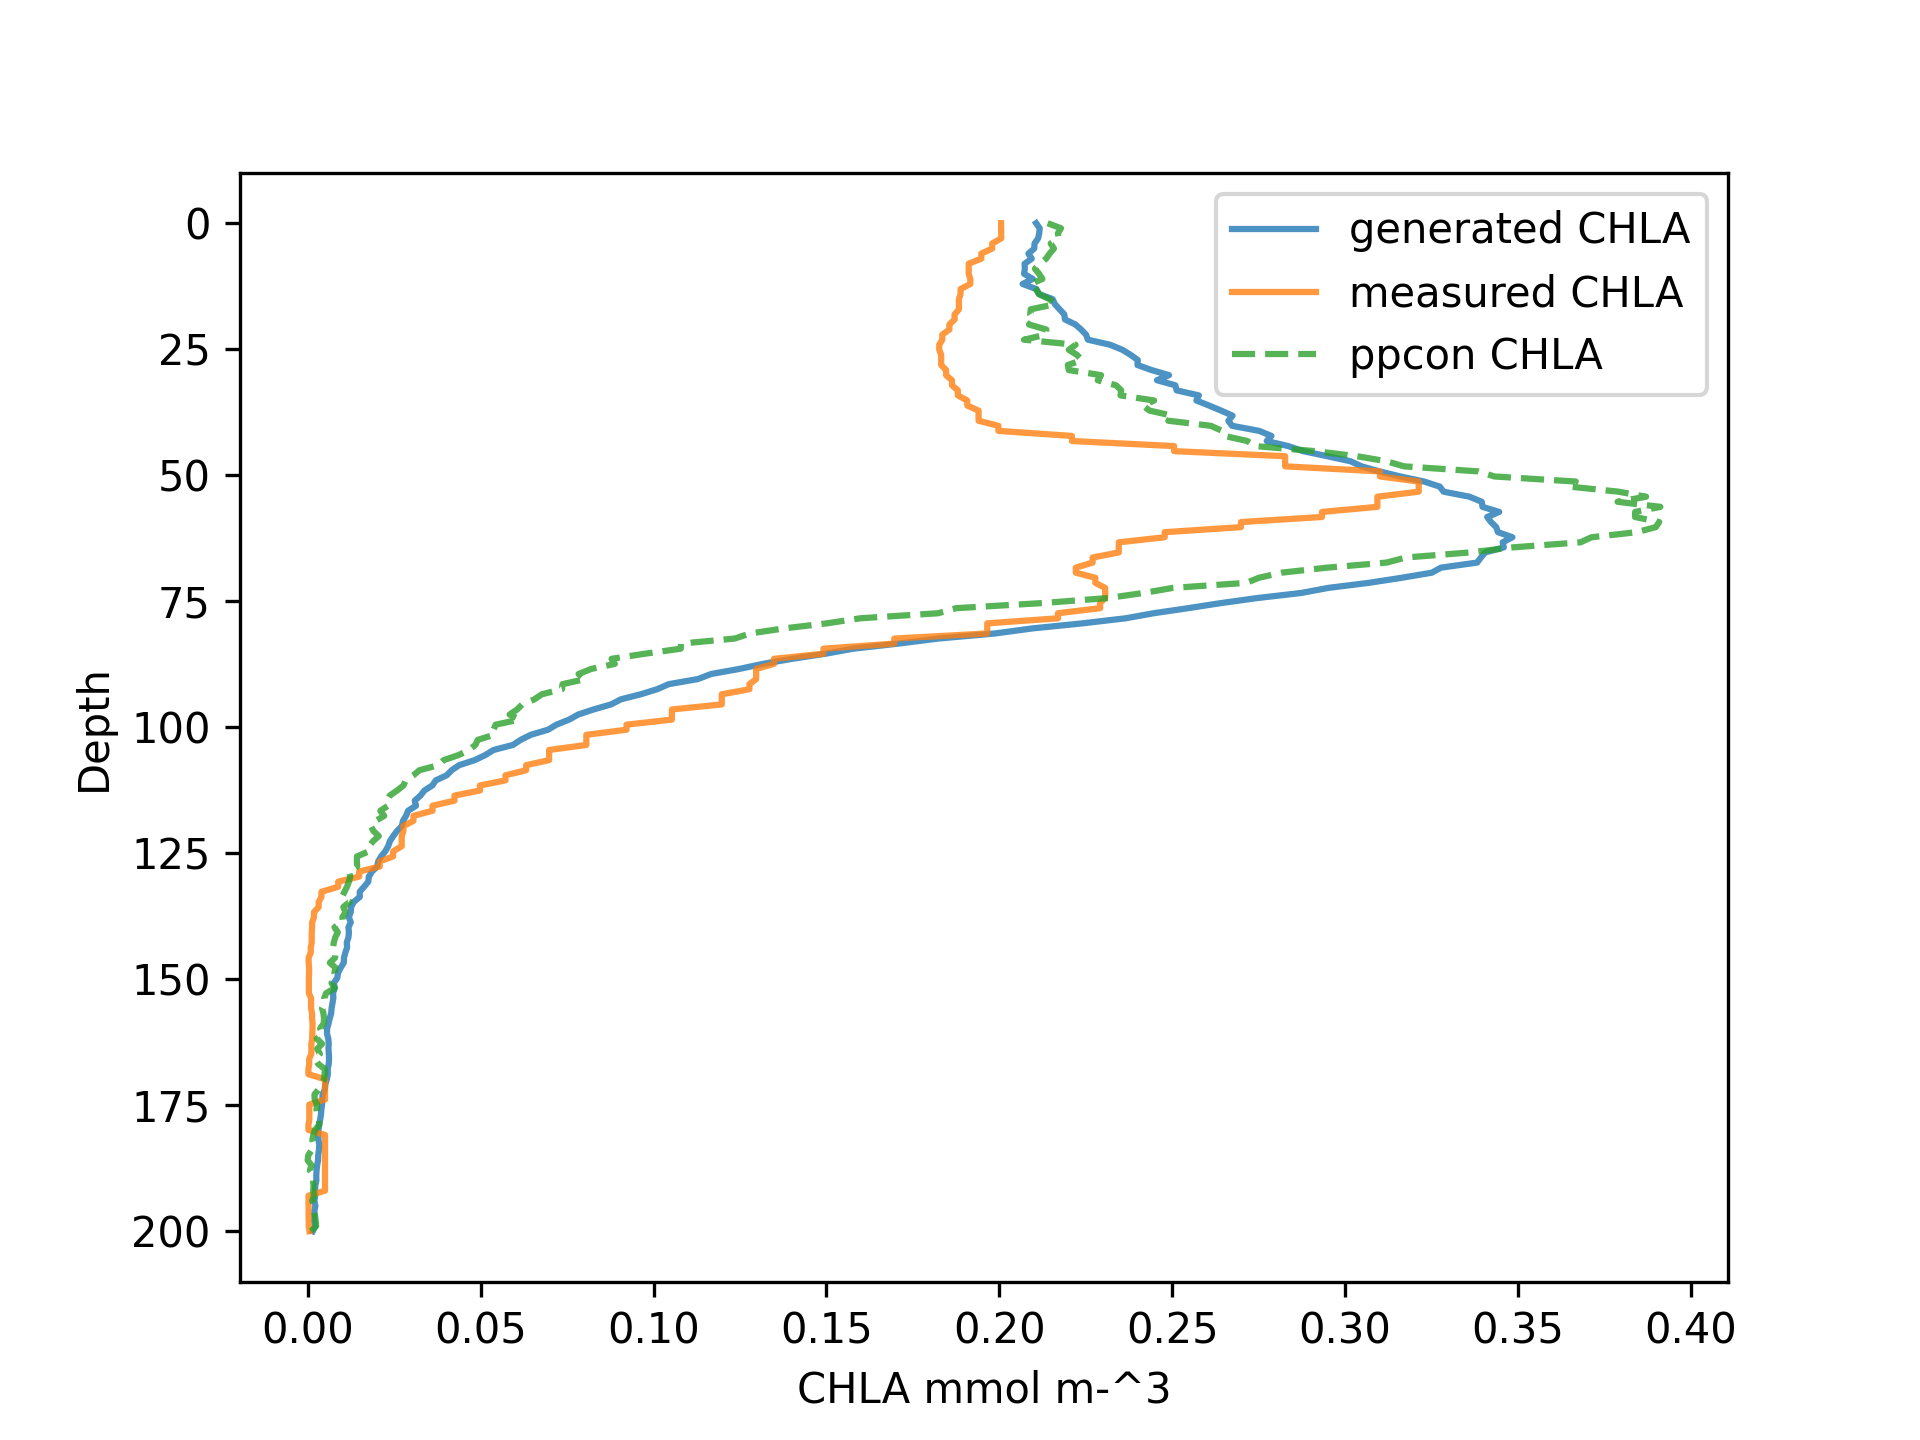 generated CHLA
measured CHLA
ppcon CHLA
0
25
50
75
100
125
150
175
200
Depth
0.00 0.05 0.10 0.15 0.20 0.25 0.30 0.35 0.40
CHLA mmol m-^3